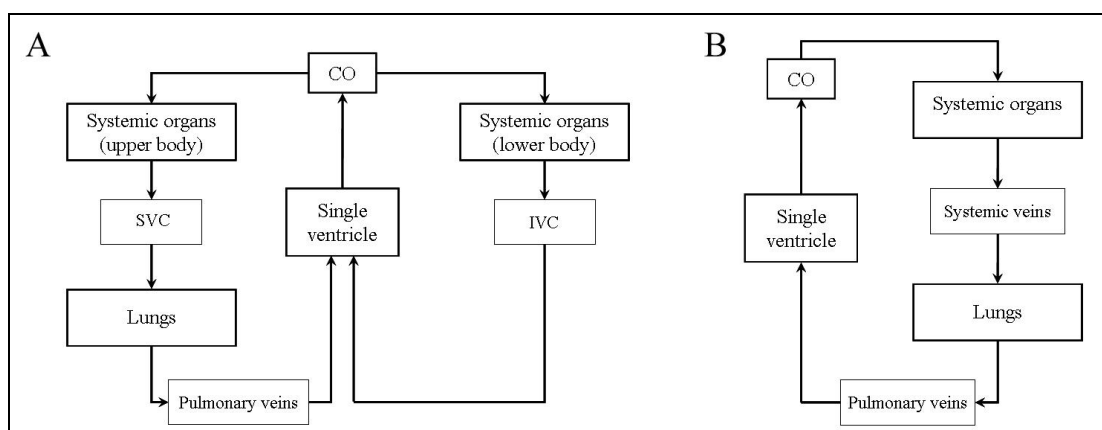 A
CO
Systemic organs
(upper body)
Systemic organs
(lower body)
SVC
Single
ventricle
IVC
Lungs
Pulmonary veins
B
CO
Systemic organs
Single
ventricle
Systemic veins
Lungs
Pulmonary veins